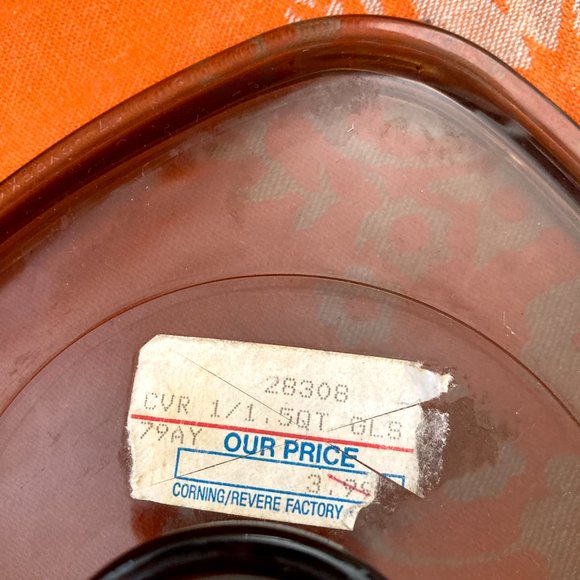 28308
CVR 1/1.5QT GLS
79AY
OUR PRICE
CORNING/REVERE FACTORY